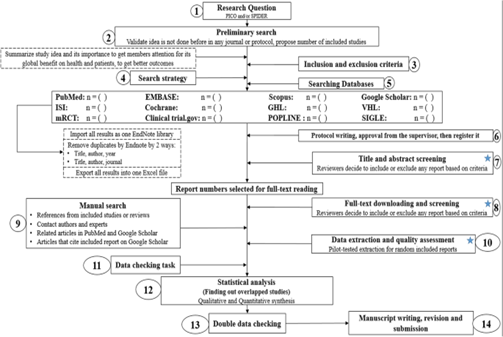 1
Research Question
PICO and/or SPIDER
2
Preliminary search
Validate idea is not done before in any journal or protocol, propose number of included studies
Summarize study idea and its importance to get members attention for its
global benefit on health and patients, to get better outcomes
Inclusion and exclusion criteria
3
4
Search strategy
Searching Databases
5
PubMed: n = ( ) EMBASE: n = ( ) Scopus: n = ( ) Google Scholar: n = ( )
ISI: n = ( ) Cochrane: n = ( ) GHL: n = ( ) VHL: n = ( )
mRCT: n = ( ) Clinical trial.gov: n = ( ) POPLINE : n = ( ) SIGLE: n = ( )
Import all results as one EndNote library
Remove duplicates by Endnote by 2 ways:
• Title, author, year
• Title, author, journal
Export all results into one Excel file
Protocol writing, approval from the supervisor, then register it
6
Title and abstract screening
Reviewers decide to include or exclude any report based on criteria
7
Report numbers selected for full-text reading
Manual search
• References from included studies or reviews
• Contact authors and experts
• Related articles in PubMed and Google Scholar
• Articles that cite included report on Google Scholar
9
Full-text downloading and screening
Reviewers decide to include or exclude any report based on criteria
8
Data extraction and quality assessment
Pilot-tested extraction for random included reports
10
11
Data checking task
12
Statistical analysis
(Finding out overlapped studies)
Qualitative and Quantitative synthesis
13
Double data checking
Manuscript writing, revision and
submission
14